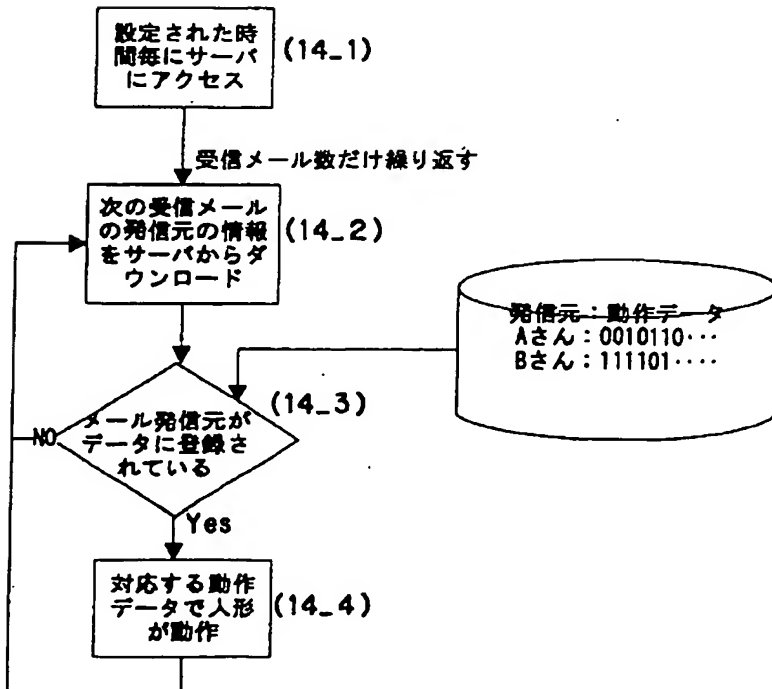 設定された時
間毎にサーバ
にアクセス
(14_1)
受信メール数だけ繰り返す
次の受信メール
の発信元の情報
をサーバからダ
ウンロード
(14_2)
発信元：動作データ
Aさん：0010110･･･
Bさん：111101････
(14_3)
メール発信元が
データに登録さ
れている
NO
Yes
対応する動作
データで人形
が動作
(14_4)